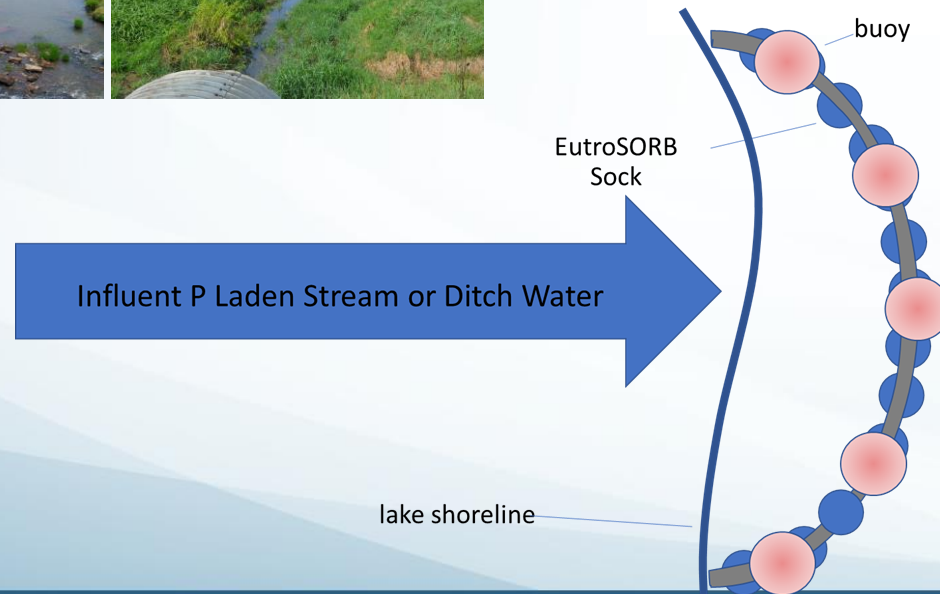 buoy
EutroSORB
Sock
Influent P Laden Stream or Ditch Water
lake shoreline